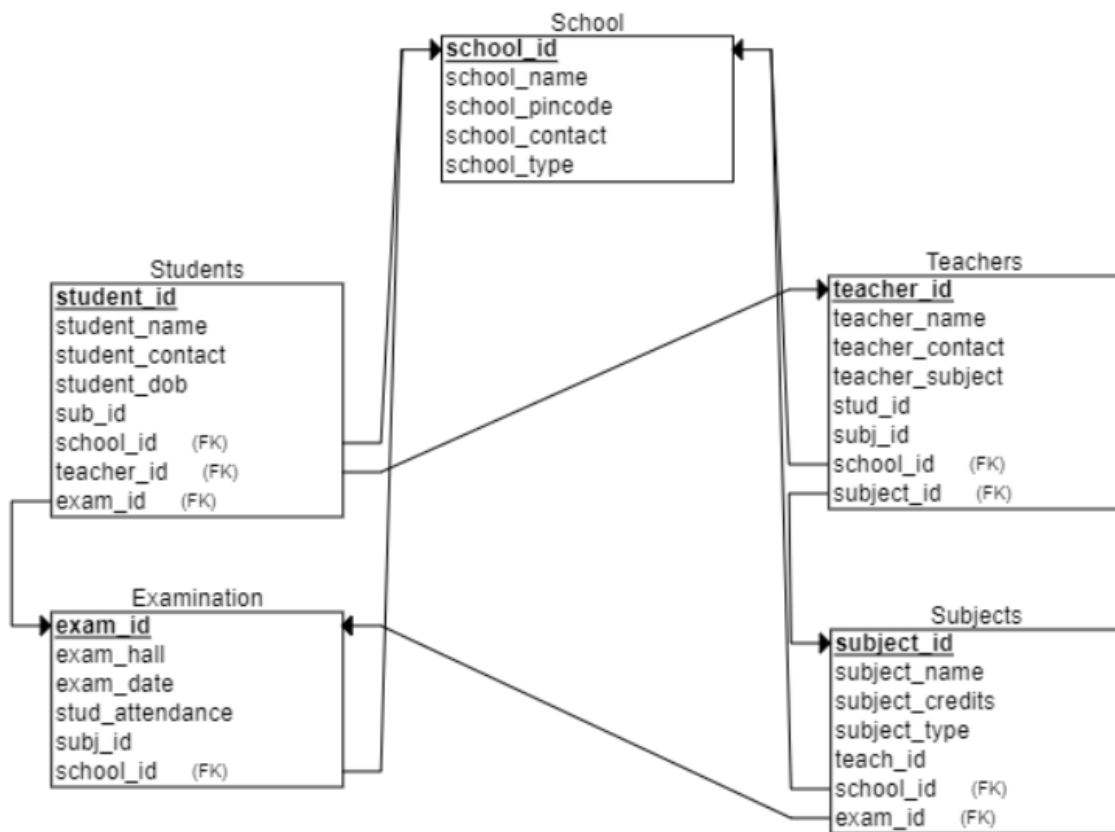 School
school_id
school_name
school_pincode
school_contact
school_type
Students
student_id
student_name
student_contact
student_dob
sub_id
school_id (FK)
teacher_id (FK)
exam_id (FK)
Teachers
teacher_id
teacher_name
teacher_contact
teacher_subject
stud_id
subj_id
school_id (FK)
subject_id (FK)
Examination
exam_id
exam_hall
exam_date
stud_attendance
subj_id
school_id (FK)
Subjects
subject_id
subject_name
subject_credits
subject_type
teach_id
school_id (FK)
exam_id (FK)